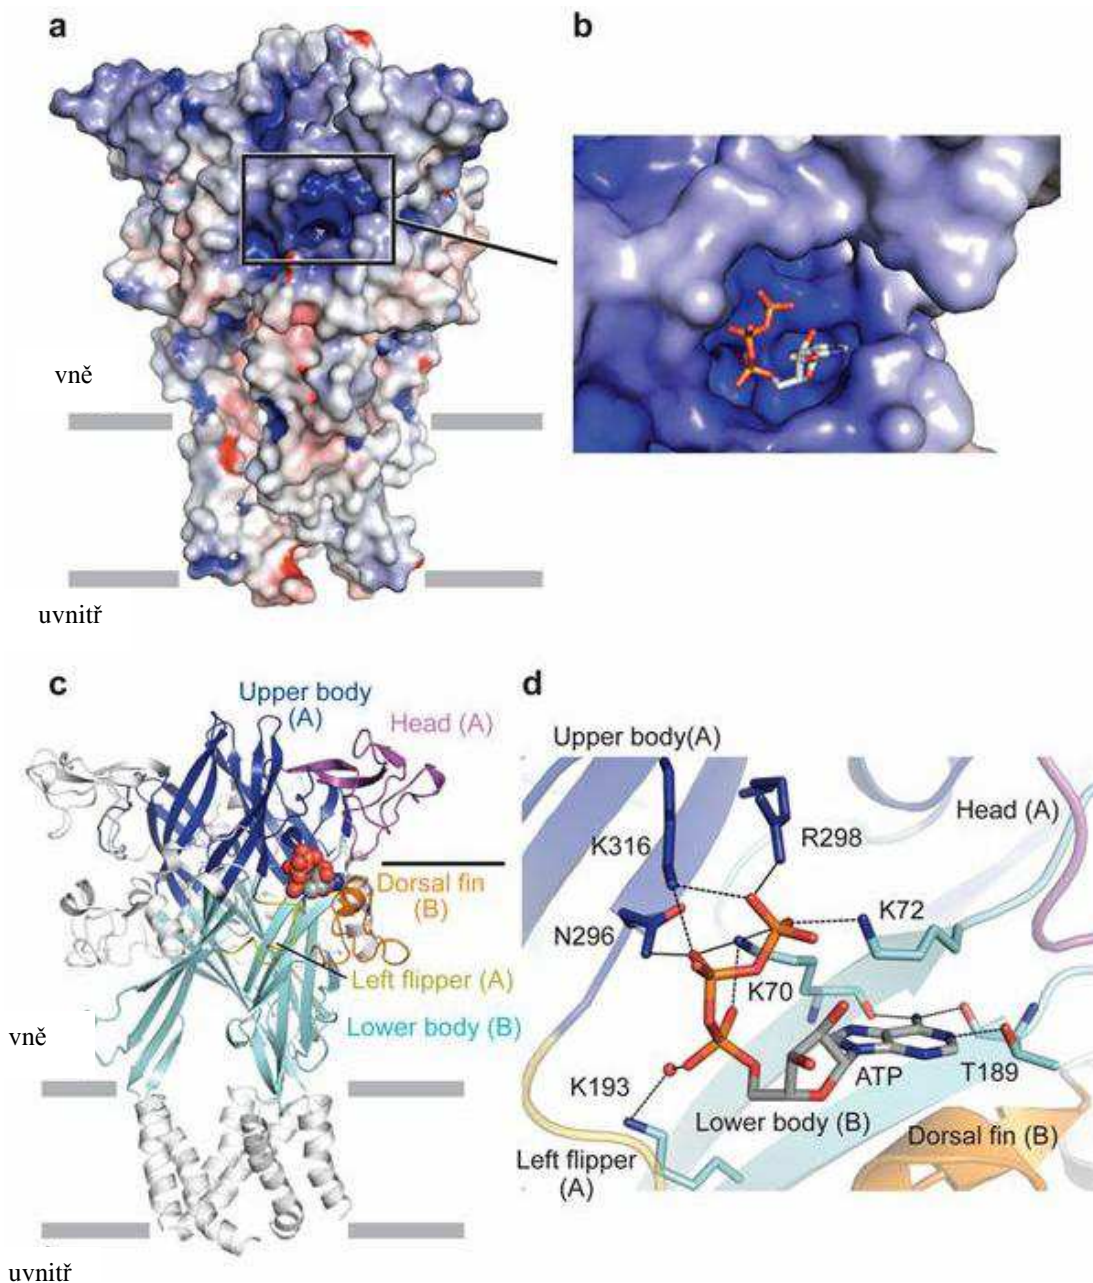 a
b
vně
uvnitř
c
d
Upper body
(A)
Head (A)
Dorsal fin
(B)
Left flipper (A)
Lower body (B)
vně
uvnitř
Upper body(A)
Head (A)
K316
R298
N296
K72
K70
K193
ATP
T189
Lower body (B)
Dorsal fin (B)
Left flipper
(A)